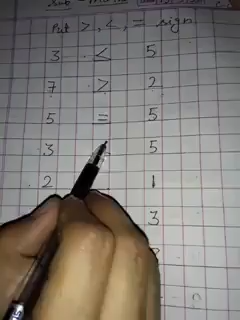 Put >, <, = sign
3 < 5
7 > 2
5 = 5
3 5
2 1
3